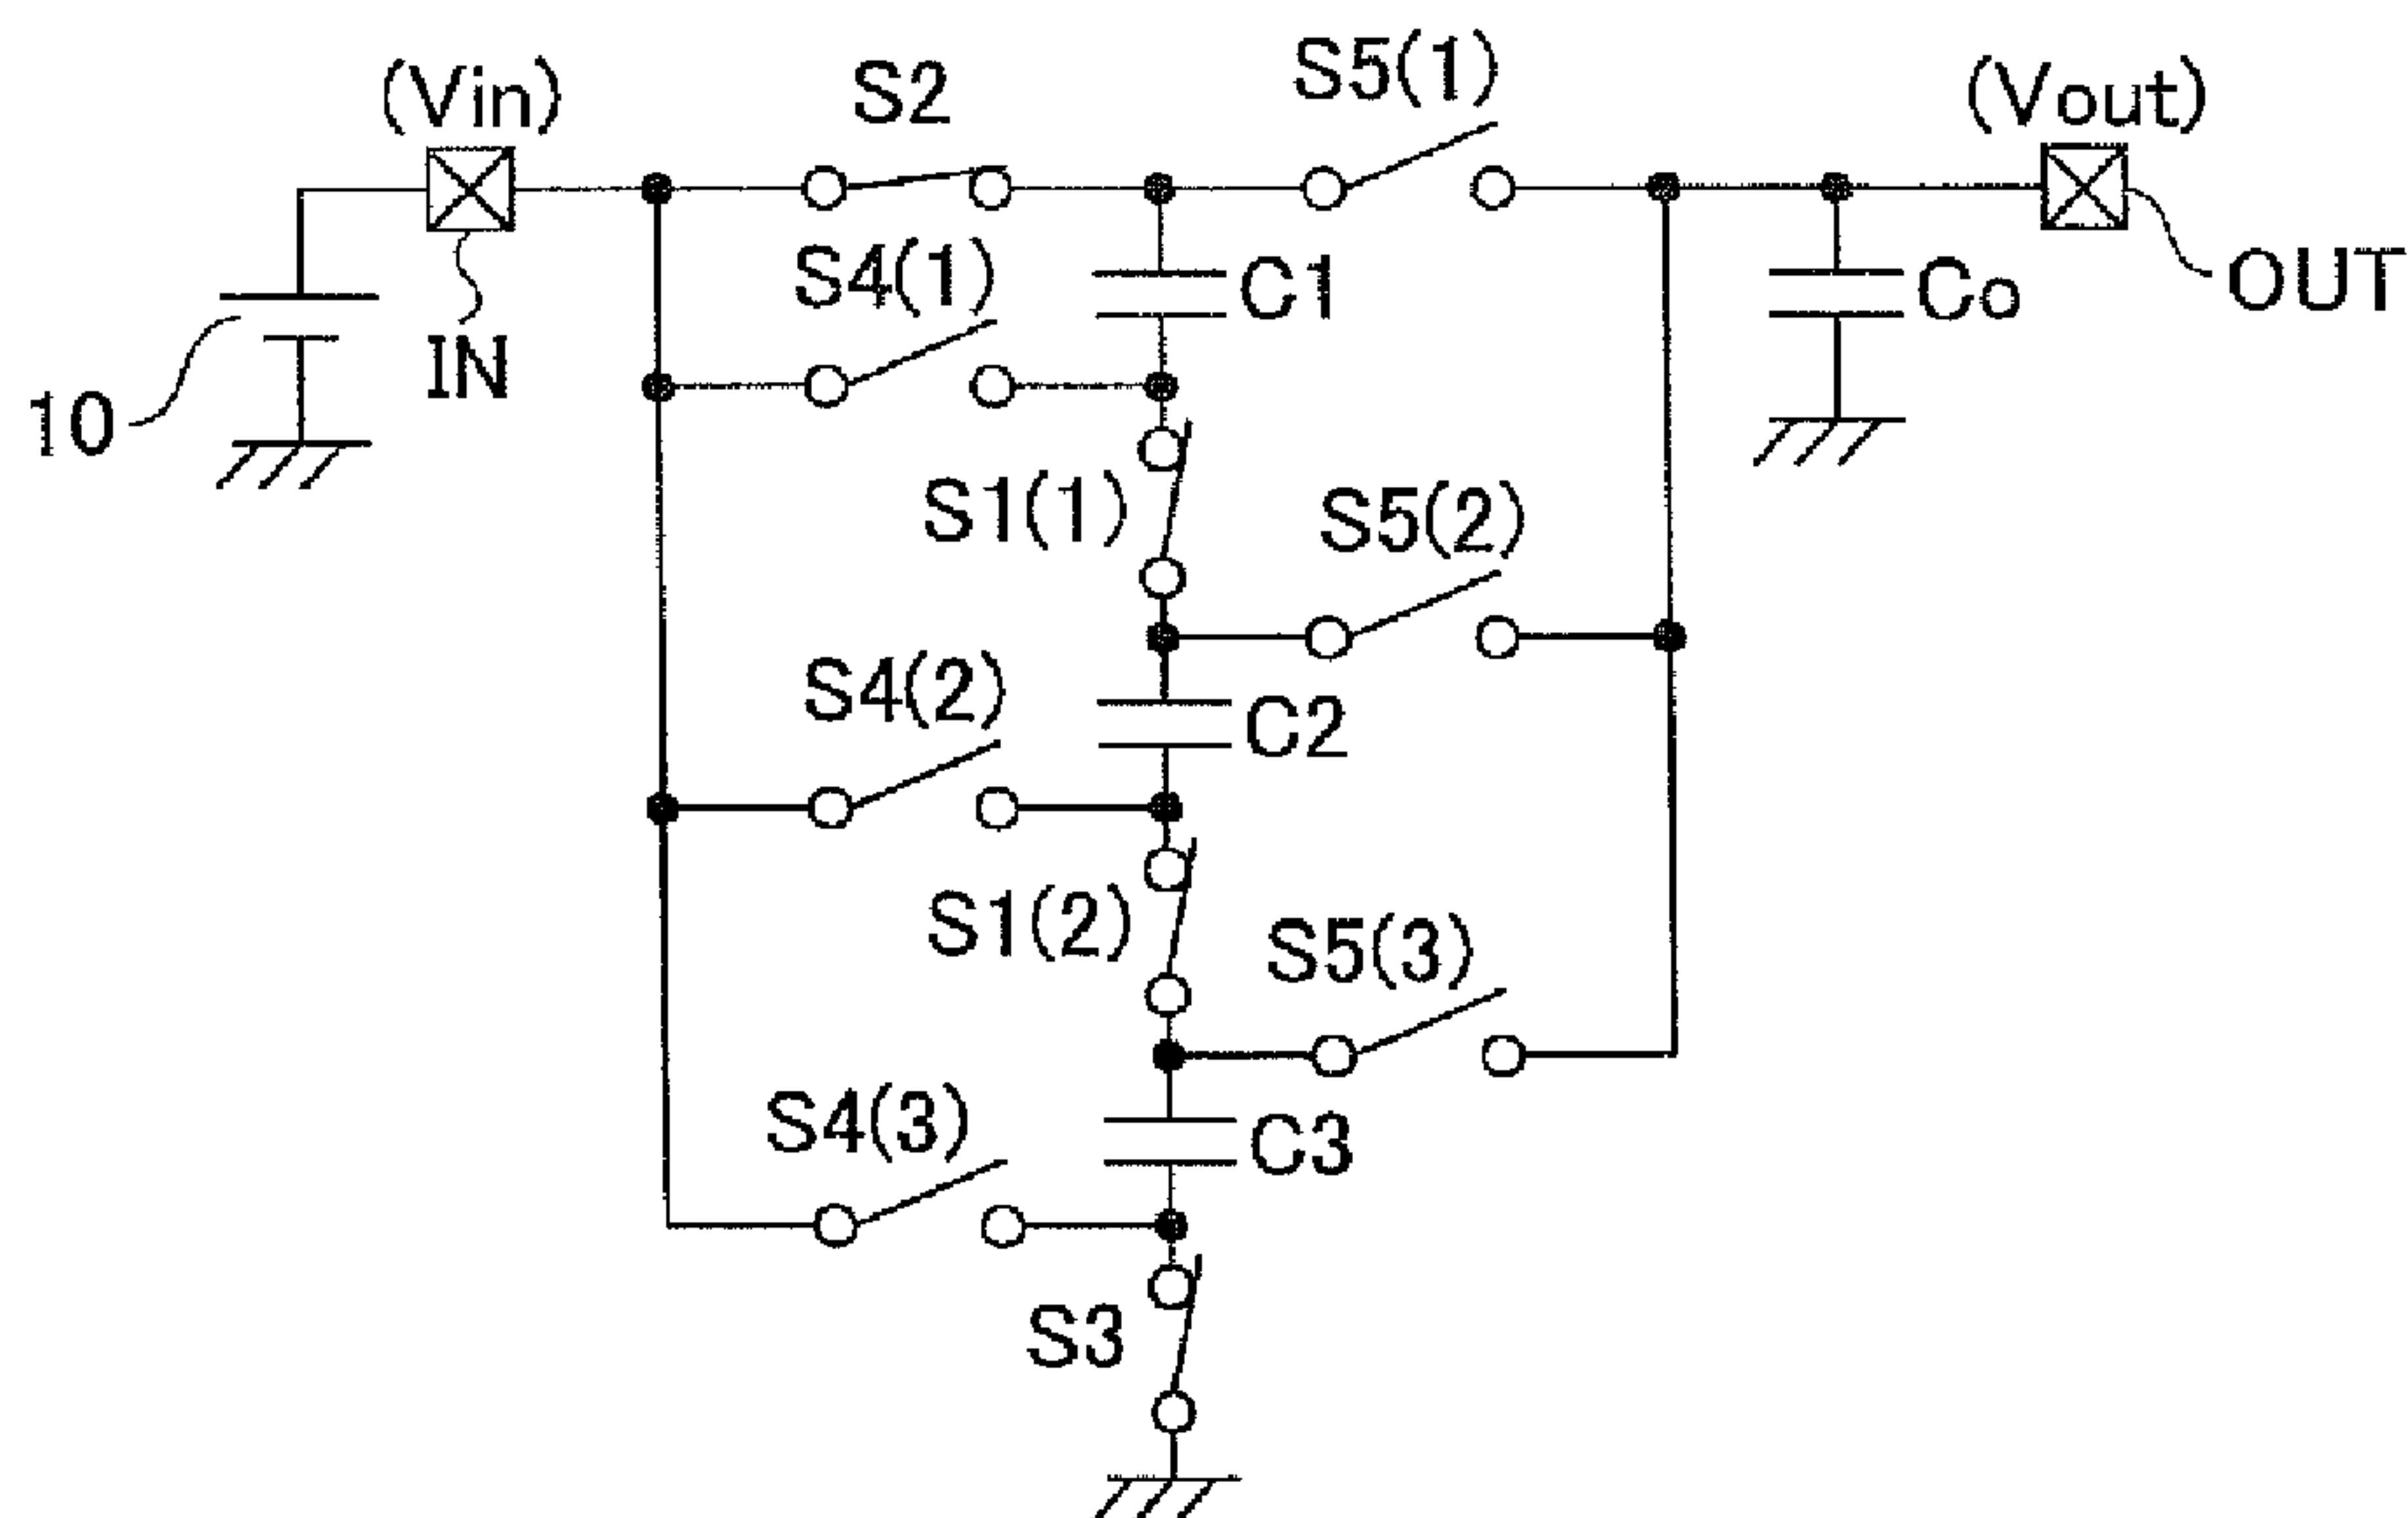 (Vin)
S2
S5(1)
(Vout)
S4(1)
C1
Co
OUT
10
IN
S1(1)
S5(2)
S4(2)
C2
S1(2)
S5(3)
S4(3)
C3
S3